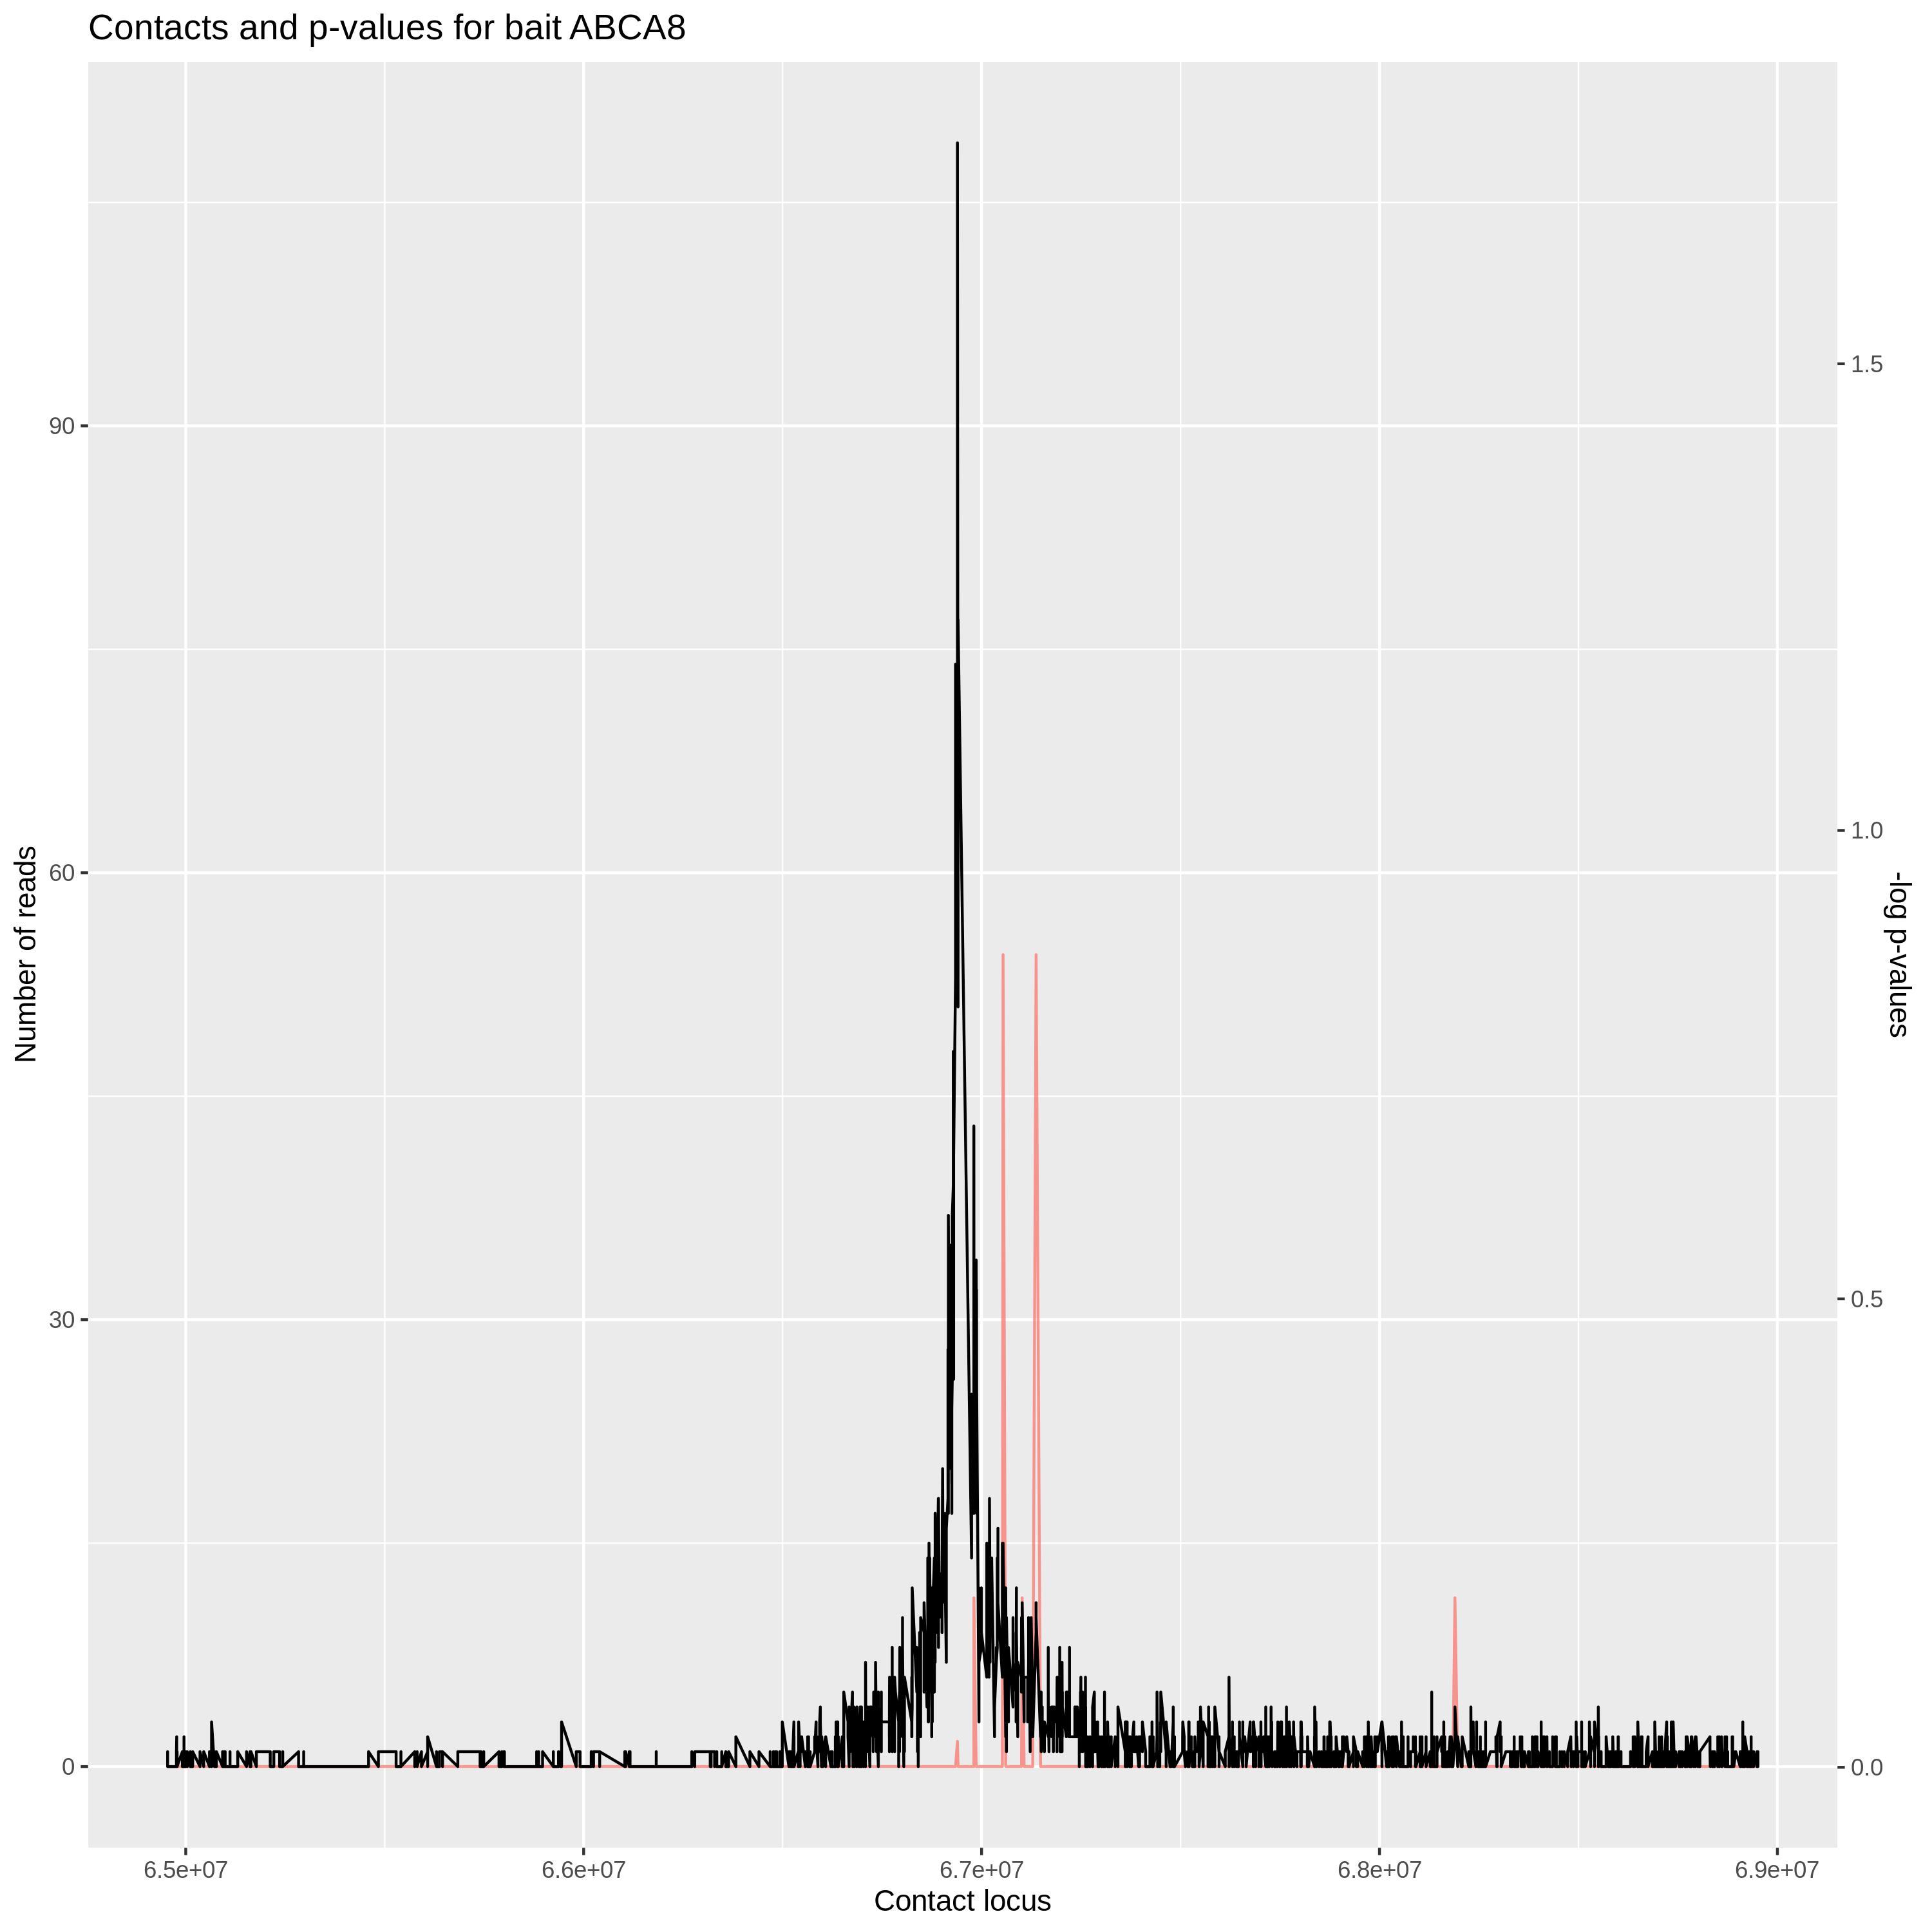 Contacts and p-values for bait ABCA8
Number of reads
90
60
30
0
1.5
1.0
0.5
0.0
-log p-values
6.5e+07
6.6e+07
6.7e+07
6.8e+07
6.9e+07
Contact locus